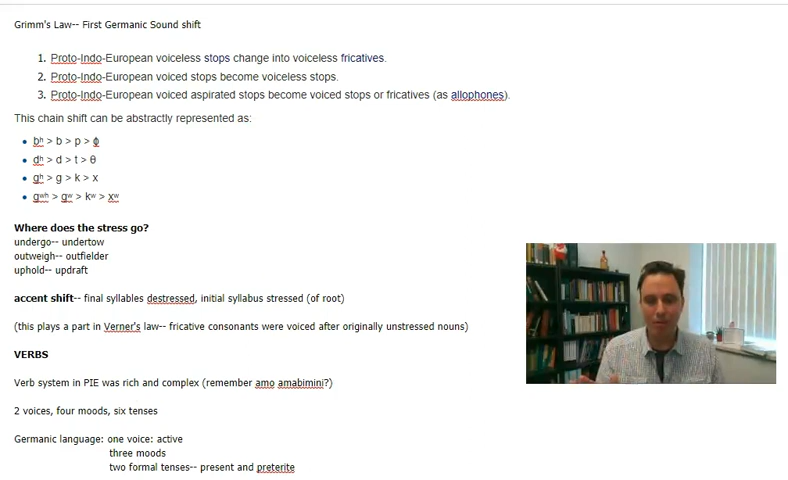 Grimm's Law-- First Germanic Sound shift
1. Proto-Indo-European voiceless stops change into voiceless fricatives.
2. Proto-Indo-European voiced stops become voiceless stops.
3. Proto-Indo-European voiced aspirated stops become voiced stops or fricatives (as allophones).
This chain shift can be abstractly represented as:
• bʰ > b > p > ɸ
• dʰ > d > t > θ
• gʰ > g > k > x
• gʷʰ > gʷ > kʷ > xʷ
Where does the stress go?
undergo-- undertow
outweigh-- outfielder
uphold-- updraft
accent shift-- final syllables destressed, initial syllabus stressed (of root)
(this plays a part in Verner's law-- fricative consonants were voiced after originally unstressed nouns)
VERBS
Verb system in PIE was rich and complex (remember amo amabimini?)
2 voices, four moods, six tenses
Germanic language: one voice: active
three moods
two formal tenses-- present and preterite